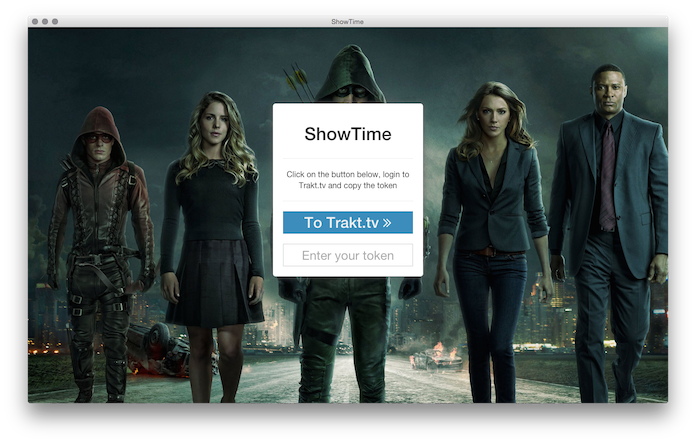 ShowTime
ShowTime
Click on the button below, login to
Trakt.tv and copy the token
To Trakt.tv »
Enter your token